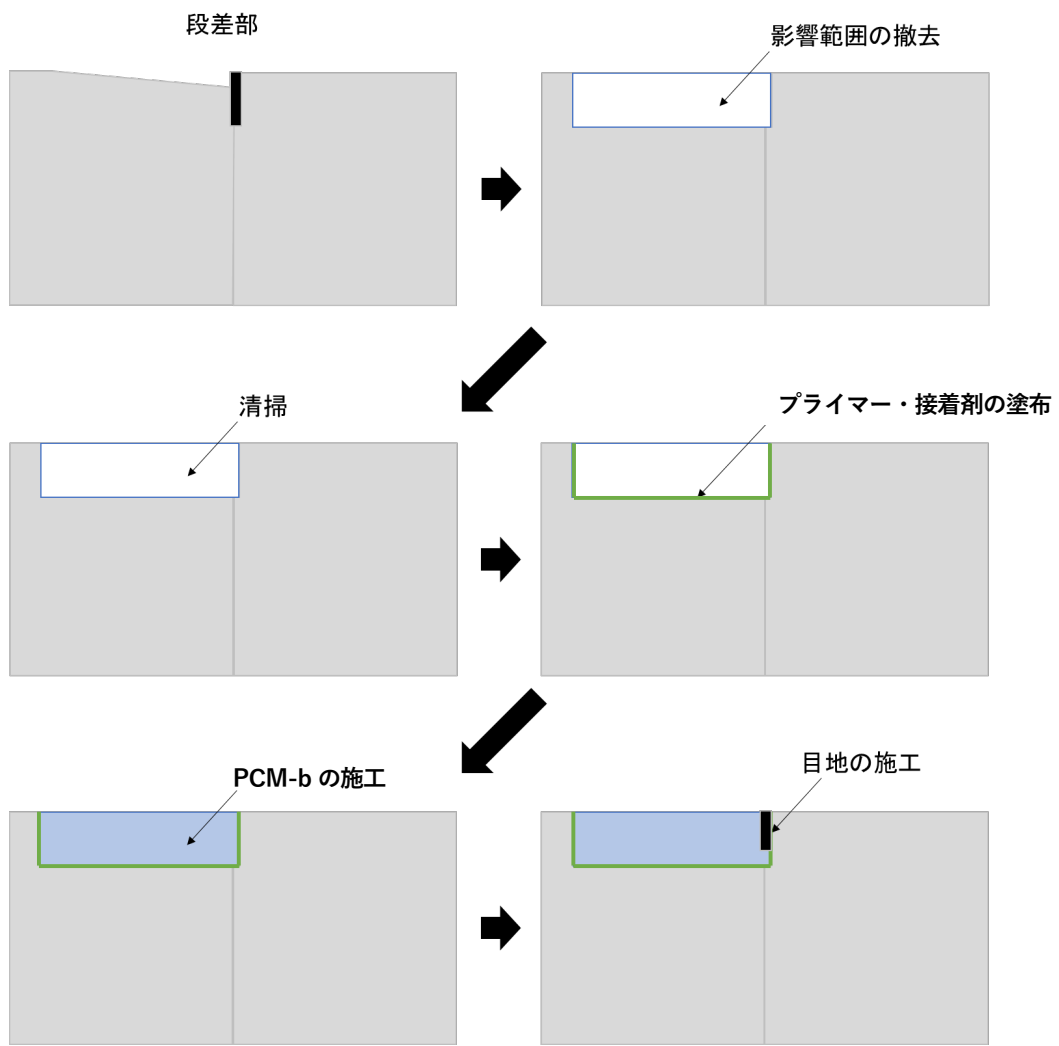 段差部
影響範囲の撤去
清掃
プライマー・接着剤の塗布
PCM-b の施工
目地の施工